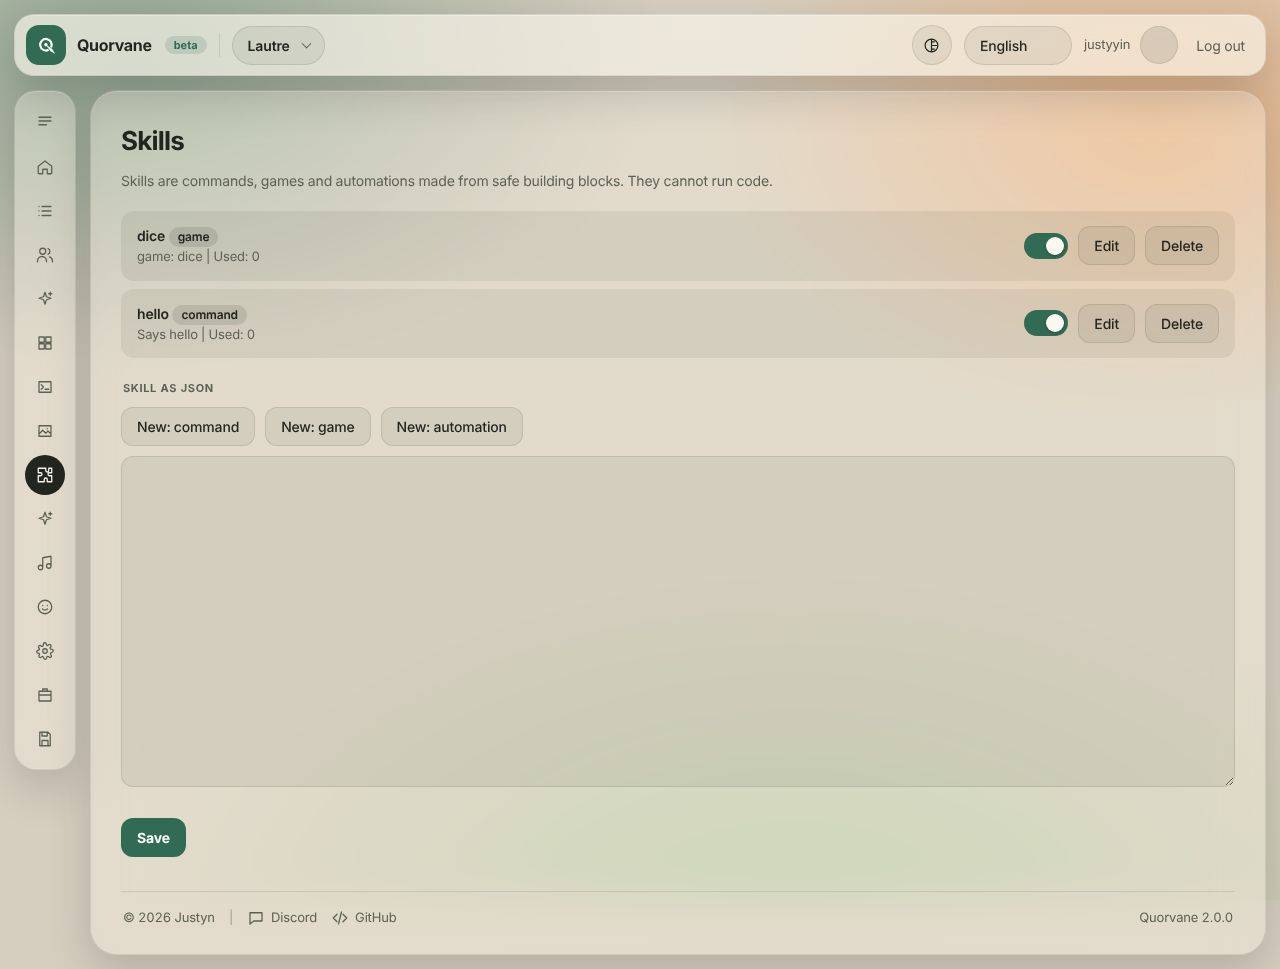 Quorvane beta Lautre English justyyin Log out
Skills
Skills are commands, games and automations made from safe building blocks. They cannot run code.
dice game
game: dice | Used: 0
Edit Delete
hello command
Says hello | Used: 0
Edit Delete
SKILL AS JSON
New: command New: game New: automation
Save
© 2026 Justyn | Discord GitHub Quorvane 2.0.0